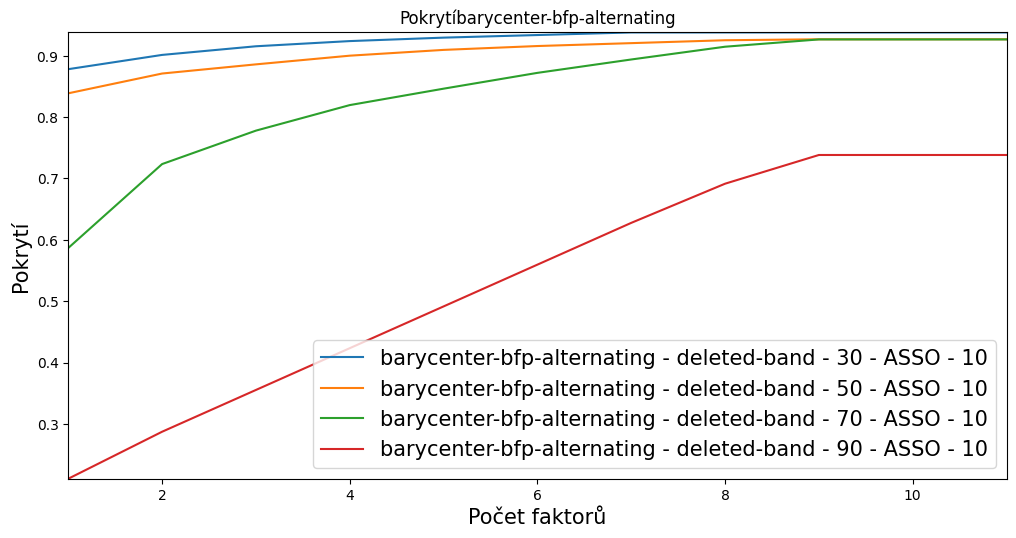 Pokrytíbarycenter-bfp-alternating
0.9
0.8
0.7
0.6
0.5
0.4
0.3
Pokrytí
barycenter-bfp-alternating - deleted-band - 30 - ASSO - 10
barycenter-bfp-alternating - deleted-band - 50 - ASSO - 10
barycenter-bfp-alternating - deleted-band - 70 - ASSO - 10
barycenter-bfp-alternating - deleted-band - 90 - ASSO - 10
2 4 6 8 10
Počet faktorů